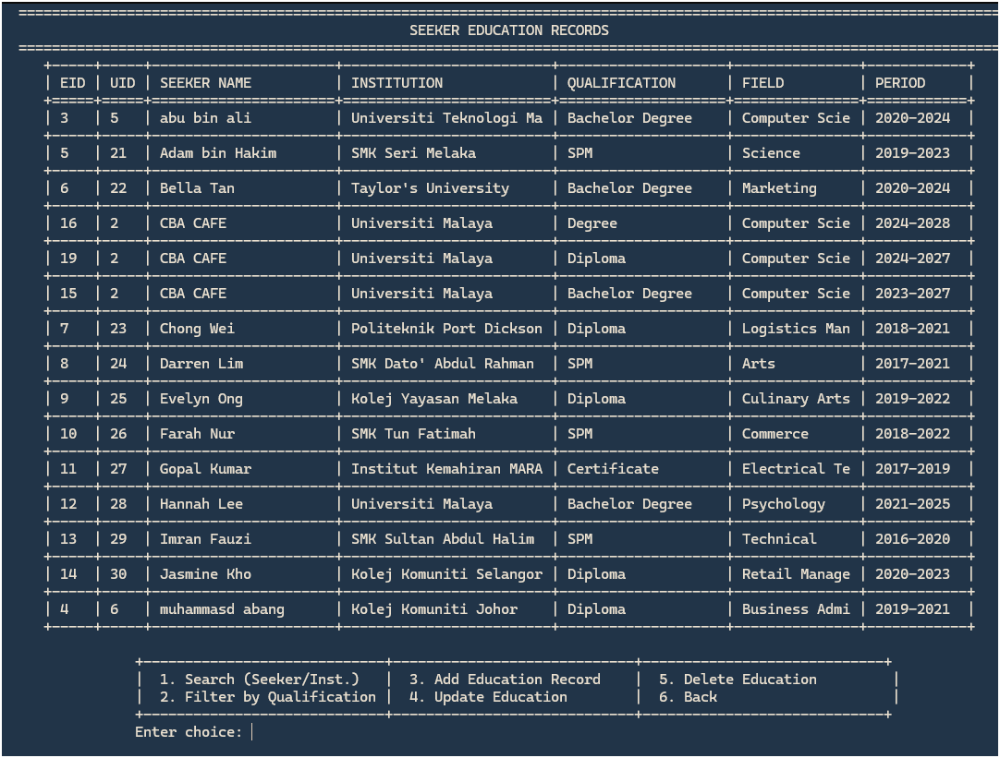 SEEKER EDUCATION RECORDS
| EID | UID | SEEKER NAME | INSTITUTION | QUALIFICATION | FIELD | PERIOD |
| 3 | 5 | abu bin ali | Universiti Teknologi Ma | Bachelor Degree | Computer Scie | 2020-2024 |
| 5 | 21 | Adam bin Hakim | SMK Seri Melaka | SPM | Science | 2019-2023 |
| 6 | 22 | Bella Tan | Taylor's University | Bachelor Degree | Marketing | 2020-2024 |
| 16 | 2 | CBA CAFE | Universiti Malaya | Degree | Computer Scie | 2024-2028 |
| 19 | 2 | CBA CAFE | Universiti Malaya | Diploma | Computer Scie | 2024-2027 |
| 15 | 2 | CBA CAFE | Universiti Malaya | Bachelor Degree | Computer Scie | 2023-2027 |
| 7 | 23 | Chong Wei | Politeknik Port Dickson | Diploma | Logistics Man | 2018-2021 |
| 8 | 24 | Darren Lim | SMK Dato' Abdul Rahman | SPM | Arts | 2017-2021 |
| 9 | 25 | Evelyn Ong | Kolej Yayasan Melaka | Diploma | Culinary Arts | 2019-2022 |
| 10 | 26 | Farah Nur | SMK Tun Fatimah | SPM | Commerce | 2018-2022 |
| 11 | 27 | Gopal Kumar | Institut Kemahiran MARA | Certificate | Electrical Te | 2017-2019 |
| 12 | 28 | Hannah Lee | Universiti Malaya | Bachelor Degree | Psychology | 2021-2025 |
| 13 | 29 | Imran Fauzi | SMK Sultan Abdul Halim | SPM | Technical | 2016-2020 |
| 14 | 30 | Jasmine Kho | Kolej Komuniti Selangor | Diploma | Retail Manage | 2020-2023 |
| 4 | 6 | muhammasd abang | Kolej Komuniti Johor | Diploma | Business Admi | 2019-2021 |
| 1. Search (Seeker/Inst.) | 3. Add Education Record | 5. Delete Education |
| 2. Filter by Qualification | 4. Update Education | 6. Back |
Enter choice: